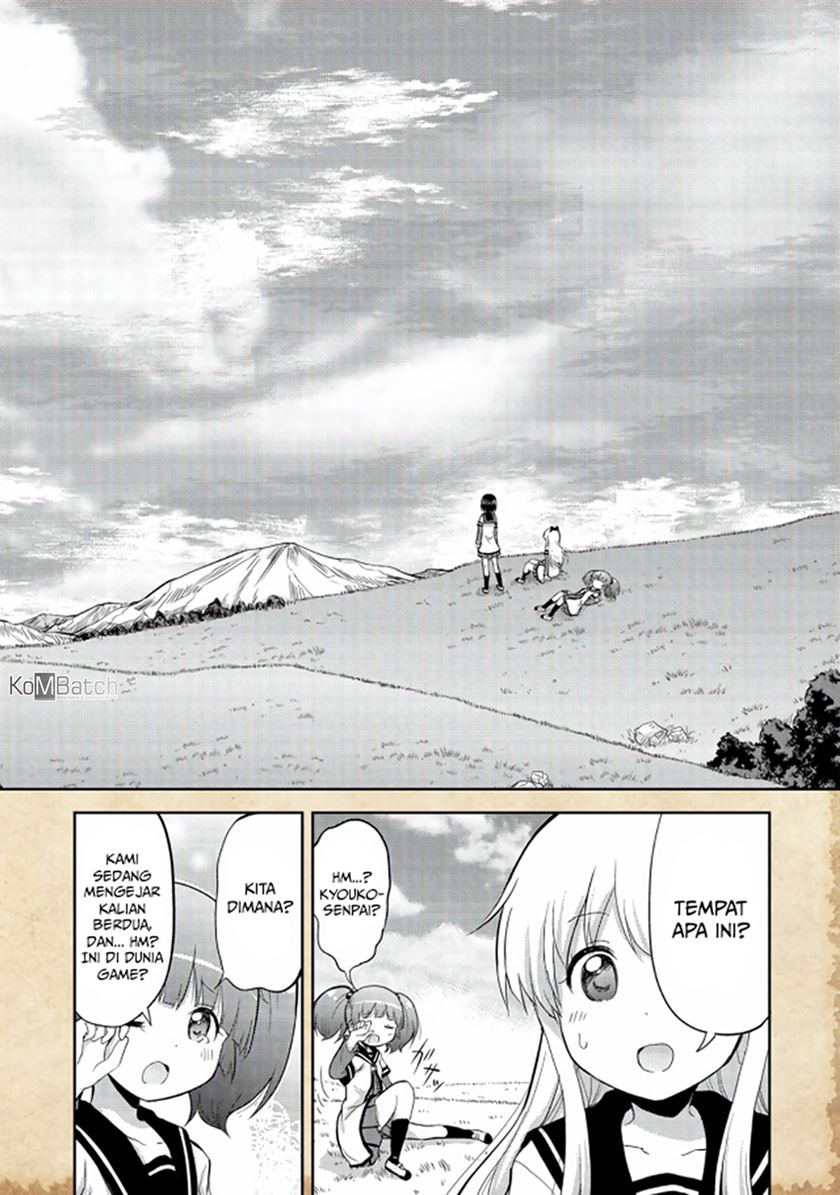 KoMBatch
TEMPAT
APA INI?
HM...?
KYOUKO-
SENPAI?
KITA
DIMANA?
KAMI
SEDANG
MENGEJAR
KALIAN
BERDUA,
DAN... HM?
INI DI DUNIA
GAME?